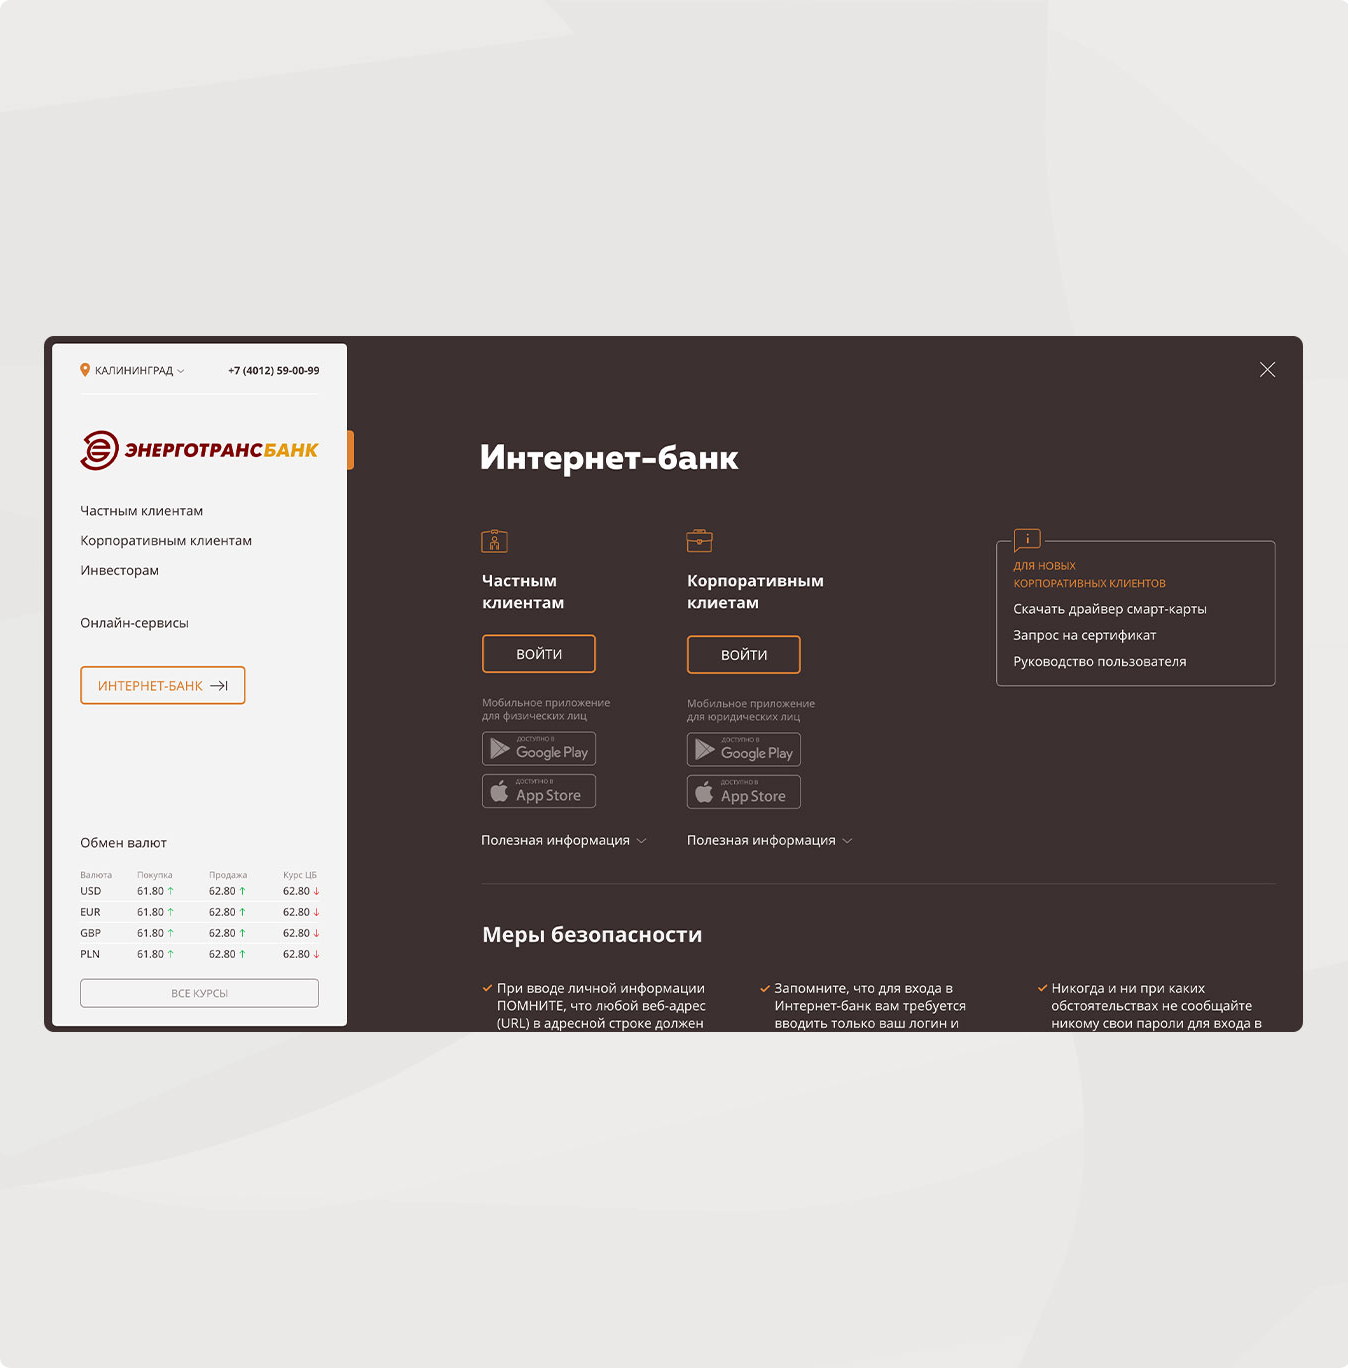 КАЛИНИНГРАД
+7 (4012) 59-00-99
ЭНЕРГОТРАНСБАНК
Частным клиентам
Корпоративным клиентам
Инвесторам
Онлайн-сервисы
ИНТЕРНЕТ-БАНК
Обмен валют
Валюта Покупка Продажа Курс ЦБ
USD 61.80 ↑ 62.80 ↑ 62.80 ↓
EUR 61.80 ↑ 62.80 ↑ 62.80 ↓
GBP 61.80 ↑ 62.80 ↑ 62.80 ↓
PLN 61.80 ↑ 62.80 ↑ 62.80 ↓
ВСЕ КУРСЫ
Интернет-банк
Частным
клиентам
ВОЙТИ
Мобильное приложение
для физических лиц
ДОСТУПНО В
Google Play
ДОСТУПНО В
App Store
Полезная информация
Корпоративным
клиетам
ВОЙТИ
Мобильное приложение
для юридических лиц
ДОСТУПНО В
Google Play
ДОСТУПНО В
App Store
Полезная информация
ДЛЯ НОВЫХ
КОРПОРАТИВНЫХ КЛИЕНТОВ
Скачать драйвер смарт-карты
Запрос на сертификат
Руководство пользователя
Меры безопасности
При вводе личной информации
ПОМНИТЕ, что любой веб-адрес
(URL) в адресной строке должен
Запомните, что для входа в
Интернет-банк вам требуется
вводить только ваш логин и
Никогда и ни при каких
обстоятельствах не сообщайте
никому свои пароли для входа в